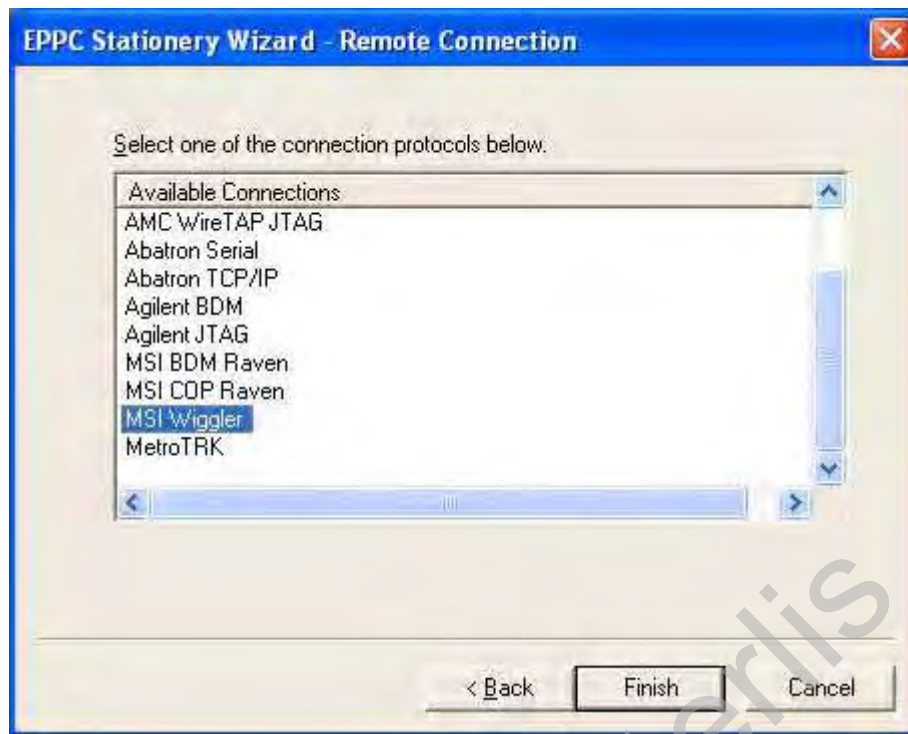 EPPC Stationery Wizard - Remote Connection
Select one of the connection protocols below.
Available Connections
AMC WireTAP JTAG
Abatron Serial
Abatron TCP/IP
Agilent BDM
Agilent JTAG
MSI BDM Raven
MSI COP Raven
MSI Wiggler
MetroTRK
< Back Finish Cancel